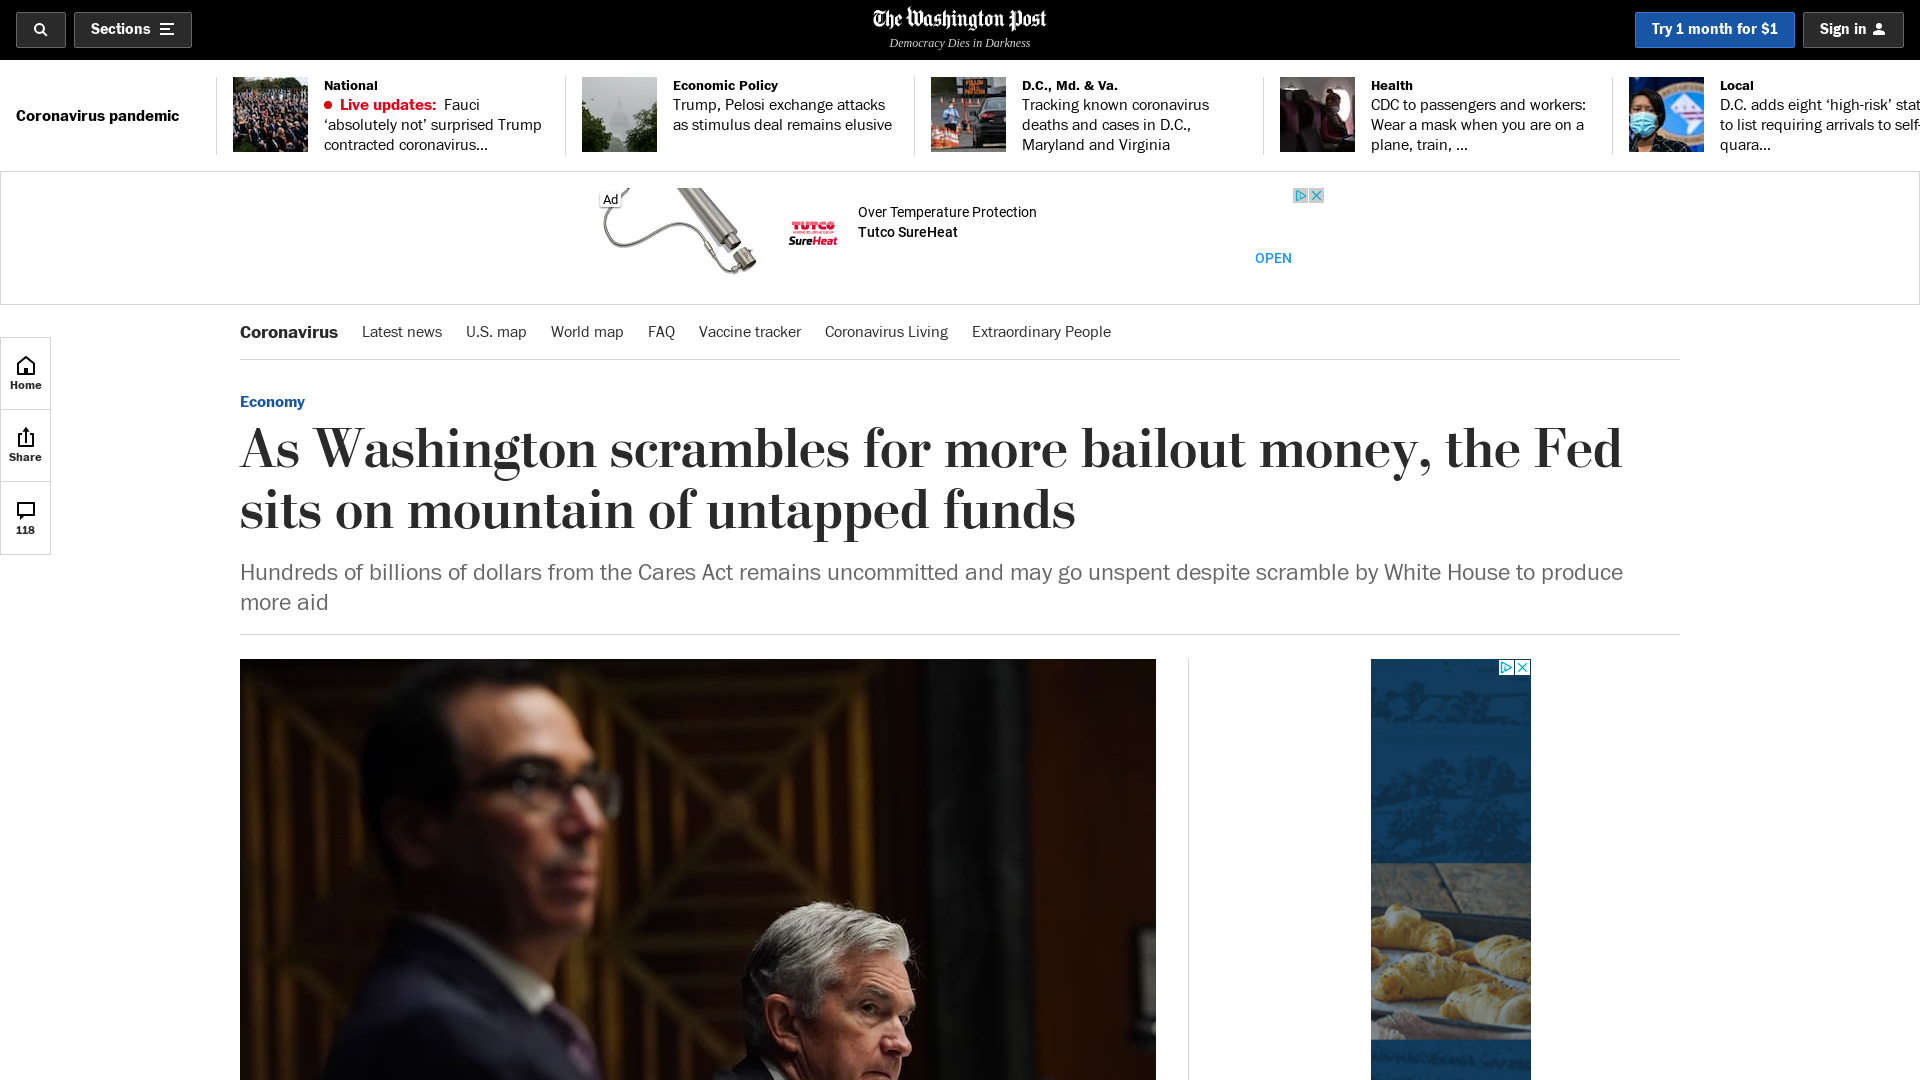 Sections
The Washington Post
Democracy Dies in Darkness
Try 1 month for $1
Sign in
Coronavirus pandemic
National
Live updates: Fauci
‘absolutely not’ surprised Trump
contracted coronavirus...
Economic Policy
Trump, Pelosi exchange attacks
as stimulus deal remains elusive
D.C., Md. & Va.
Tracking known coronavirus
deaths and cases in D.C.,
Maryland and Virginia
Health
CDC to passengers and workers:
Wear a mask when you are on a
plane, train, ...
Local
D.C. adds eight ‘high-risk’ stat
to list requiring arrivals to self-
quara...
Ad
TUTCO
SureHeat
Over Temperature Protection
Tutco SureHeat
OPEN
Coronavirus
Latest news
U.S. map
World map
FAQ
Vaccine tracker
Coronavirus Living
Extraordinary People
Home
Share
118
Economy
As Washington scrambles for more bailout money, the Fed
sits on mountain of untapped funds
Hundreds of billions of dollars from the Cares Act remains uncommitted and may go unspent despite scramble by White House to produce
more aid